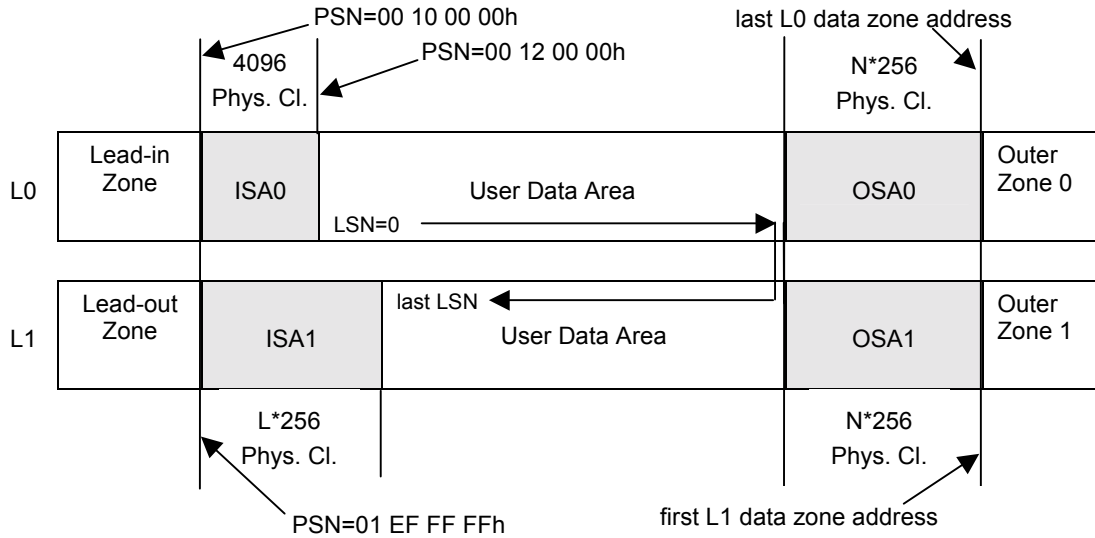 PSN=00 10 00 00h
last L0 data zone address
PSN=00 12 00 00h
4096
Phys. Cl.
N*256
Phys. Cl.
L0
Lead-in
Zone
ISA0
User Data Area
OSA0
Outer
Zone 0
LSN=0
L1
Lead-out
Zone
ISA1
last LSN
User Data Area
OSA1
Outer
Zone 1
L*256
Phys. Cl.
N*256
Phys. Cl.
PSN=01 EF FF FFh
first L1 data zone address